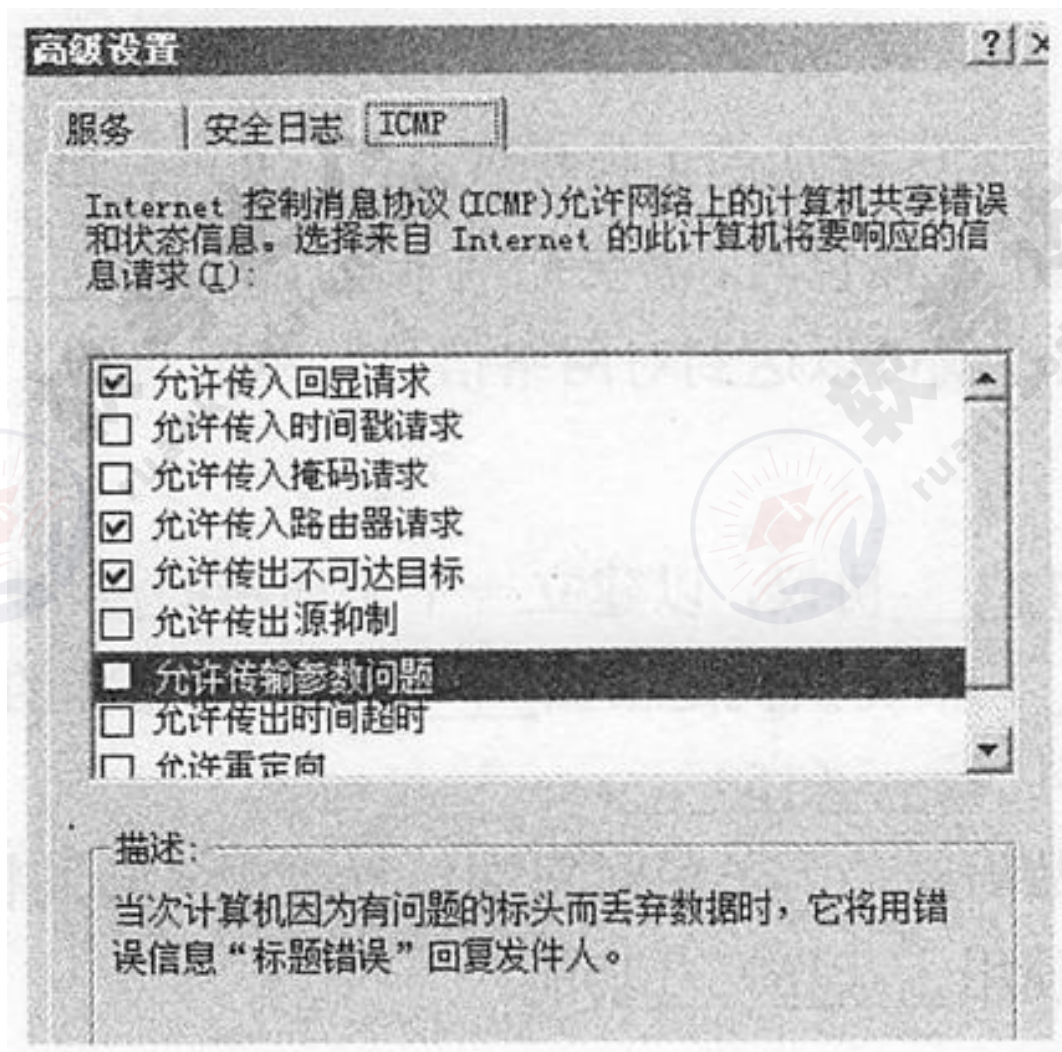 高级设置
服务 安全日志 ICMP
Internet 控制消息协议(ICMP)允许网络上的计算机共享错误
和状态信息。选择来自 Internet 的此计算机将要响应的信
息请求(I):
允许传入回显请求
允许传入时间戳请求
允许传入掩码请求
允许传入路由器请求
允许传出不可达目标
允许传出源抑制
允许传输参数问题
允许传出时间超时
允许重定向
描述:
当次计算机因为有问题的标头而丢弃数据时，它将用错
误信息“标题错误”回复发件人。